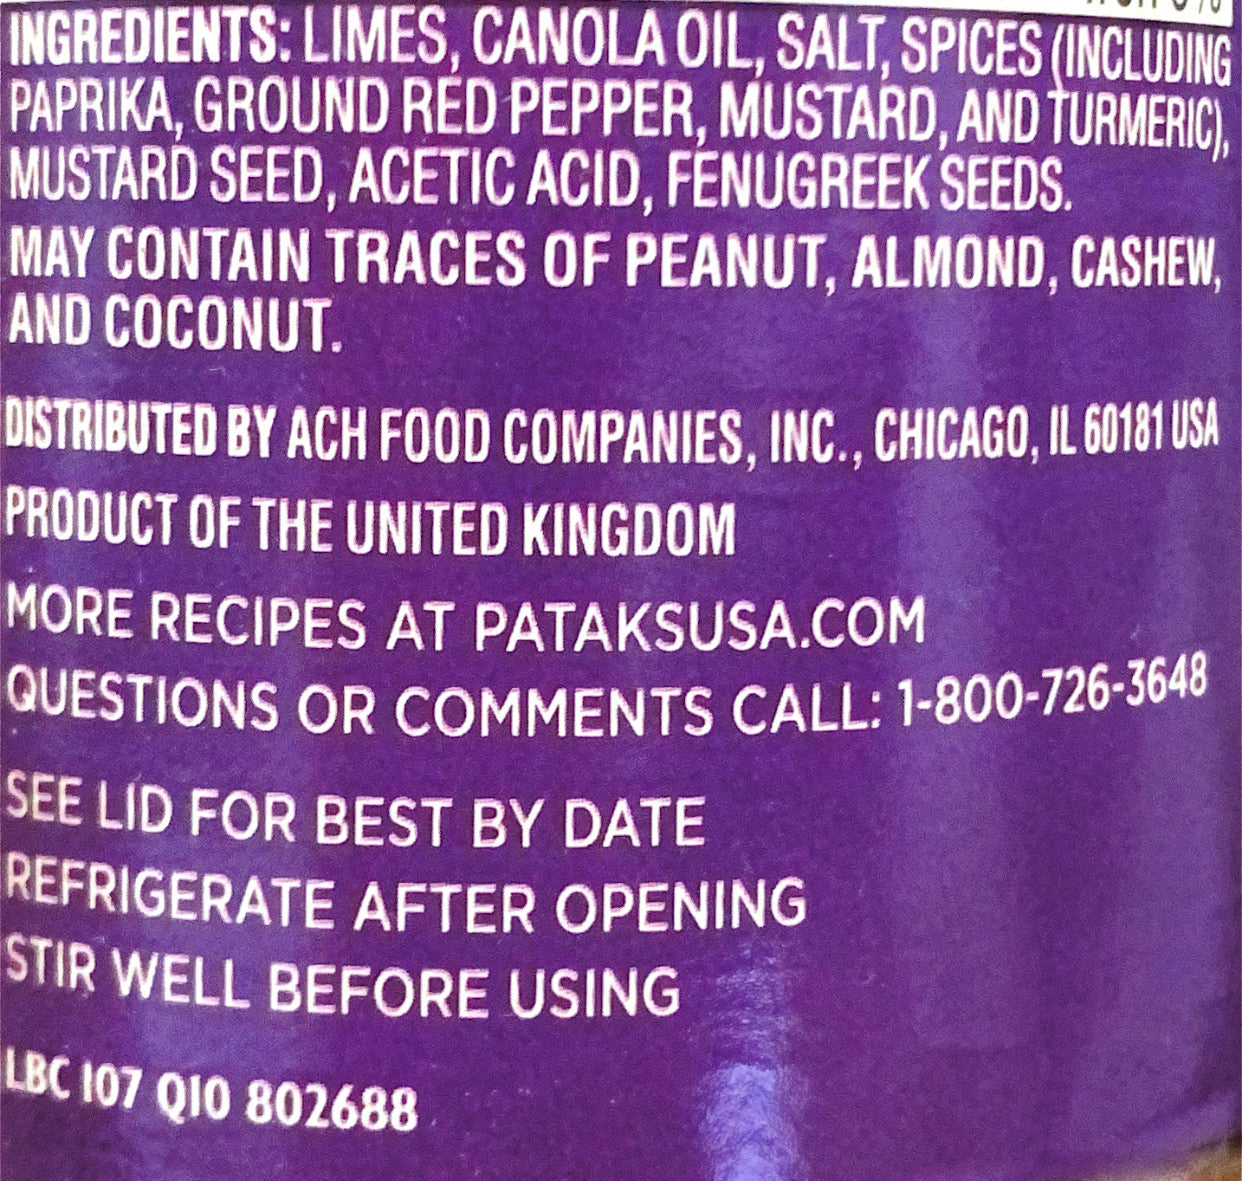 INGREDIENTS: LIMES, CANOLA OIL, SALT, SPICES (INCLUDING
PAPRIKA, GROUND RED PEPPER, MUSTARD, AND TURMERIC),
MUSTARD SEED, ACETIC ACID, FENUGREEK SEEDS.
MAY CONTAIN TRACES OF PEANUT, ALMOND, CASHEW,
AND COCONUT.
DISTRIBUTED BY ACH FOOD COMPANIES, INC., CHICAGO, IL 60181 USA
PRODUCT OF THE UNITED KINGDOM
MORE RECIPES AT PATAKSUSA.COM
QUESTIONS OR COMMENTS CALL: 1-800-726-3648
SEE LID FOR BEST BY DATE
REFRIGERATE AFTER OPENING
STIR WELL BEFORE USING
LBC 107 Q10 802688